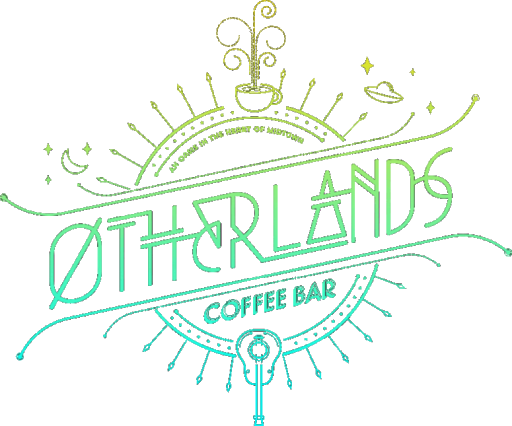 AN OASIS IN THE HEART OF MIDTOWN
ØTHERLANDS
COFFEE BAR